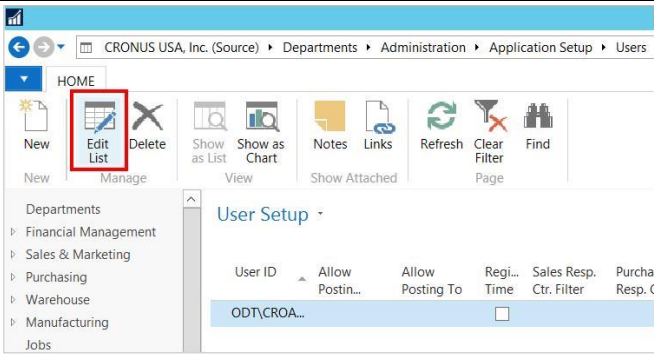 CRONUS USA, Inc. (Source) ▸ Departments ▸ Administration ▸ Application Setup ▸ Users
HOME
New
Edit List
Delete
Show as List
Show as Chart
Notes
Links
Refresh
Clear Filter
Find
New
Manage
View
Show Attached
Page
Departments
Financial Management
Sales & Marketing
Purchasing
Warehouse
Manufacturing
Jobs
User Setup
User ID
Allow Postin...
Allow Posting To
Regi... Time
Sales Resp. Ctr. Filter
Purcha
Resp. C
ODT\CROA...